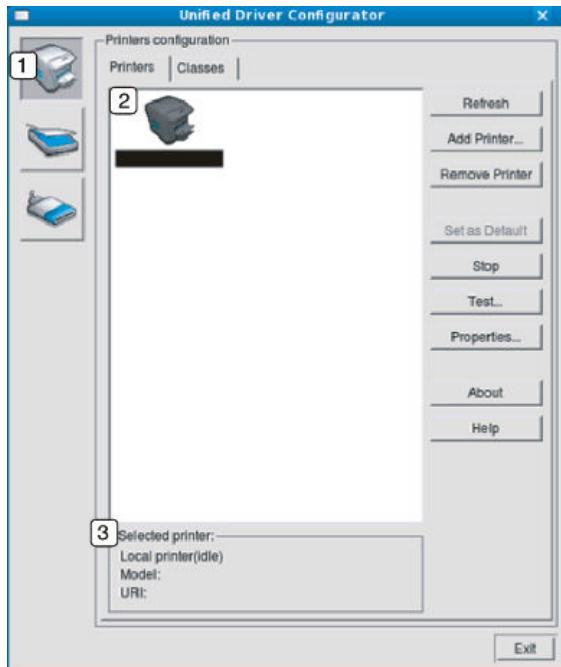 Unified Driver Configurator
Printers configuration
1
Printers
Classes
2
Refresh
Add Printer...
Remove Printer
Set as Default
Stop
Test...
Properties...
About
Help
3
Selected printer:
Local printer(idle)
Model:
URI:
Exit